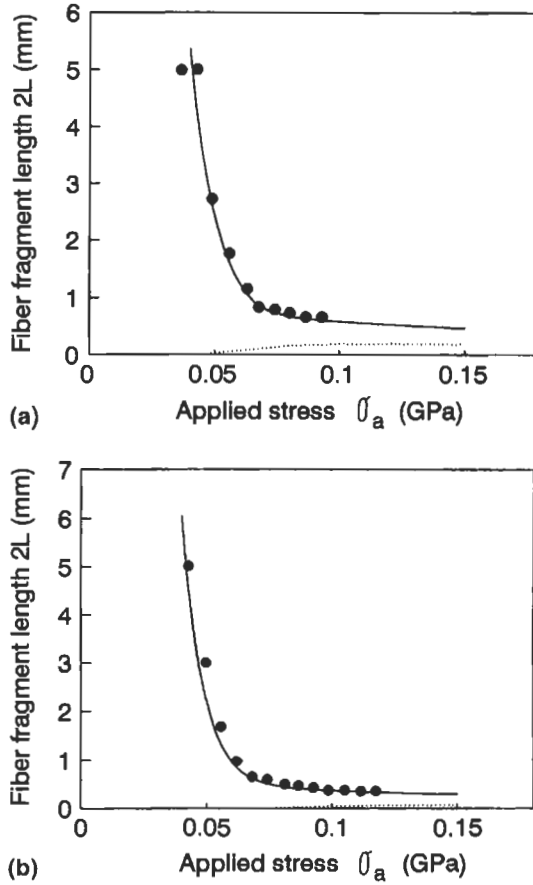 6
5
4
3
2
1
0
Fiber fragment length 2L (mm)
0 0.05 0.1 0.15
(a) Applied stress σa (GPa)
7
6
5
4
3
2
1
0
Fiber fragment length 2L (mm)
0 0.05 0.1 0.15
(b) Applied stress σa (GPa)